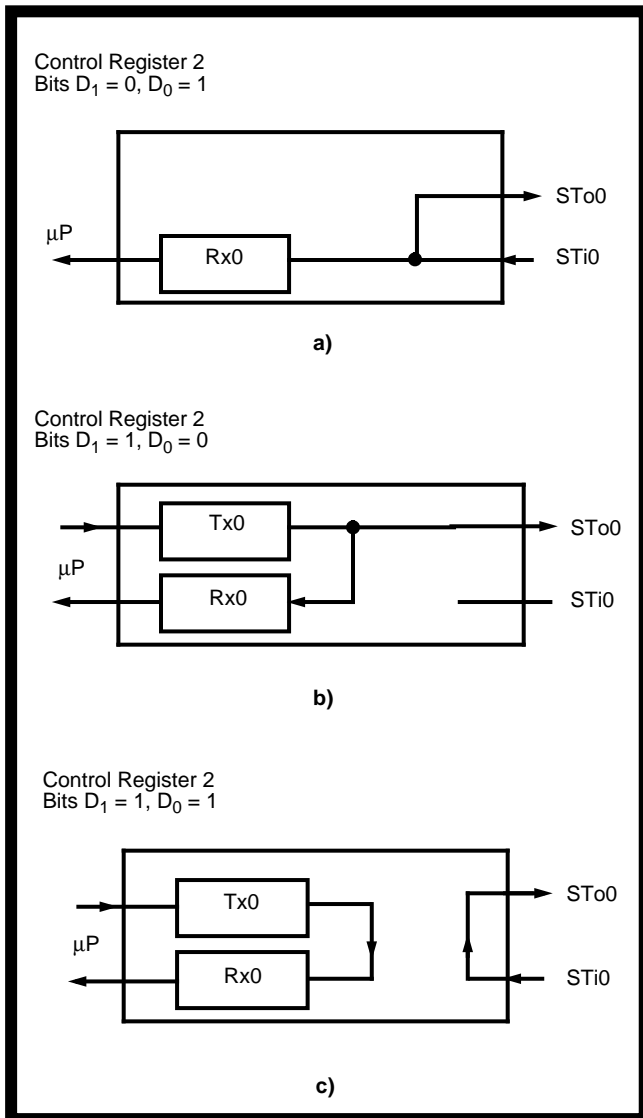 Control Register 2
Bits D1 = 0, D0 = 1
STo0
μP
Rx0
STi0
a)
Control Register 2
Bits D1 = 1, D0 = 0
Tx0
STo0
μP
Rx0
STi0
b)
Control Register 2
Bits D1 = 1, D0 = 1
Tx0
STo0
μP
Rx0
STi0
c)